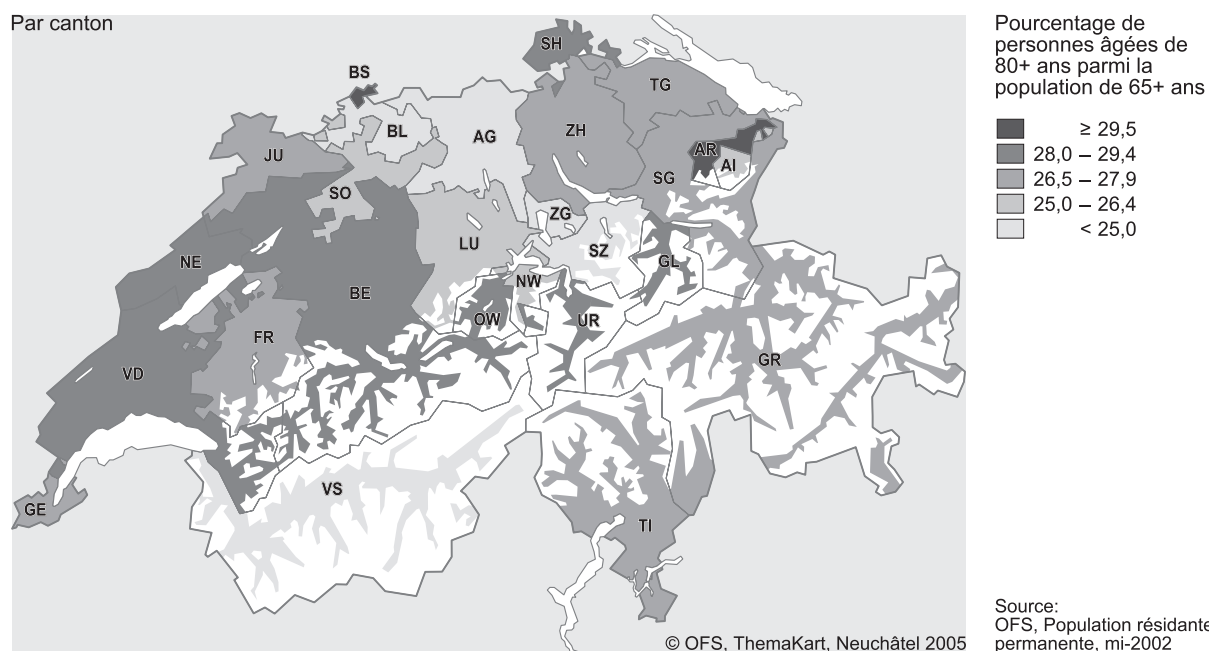 Par canton
Pourcentage de
personnes âgées de
80+ ans parmi la
population de 65+ ans
≥ 29,5
28,0 – 29,4
26,5 – 27,9
25,0 – 26,4
< 25,0
SH
BS
TG
BL
AG
ZH
JU
AR
AI
SO
SG
ZG
LU
SZ
NE
GL
NW
BE
OW
UR
FR
GR
VD
VS
GE
TI
Source:
OFS, Population résidante
permanente, mi-2002
© OFS, ThemaKart, Neuchâtel 2005